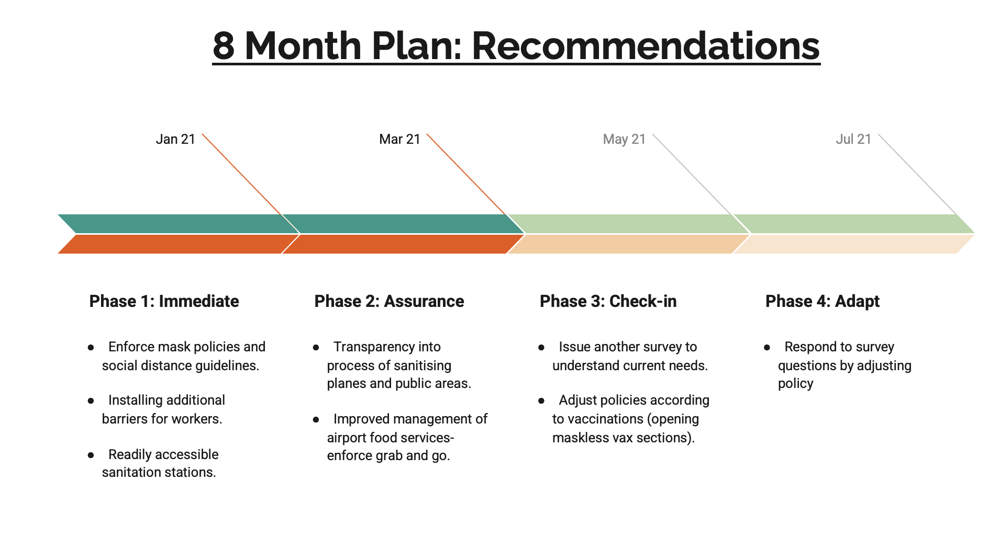 8 Month Plan: Recommendations
Jan 21
Mar 21
May 21
Jul 21
Phase 1: Immediate
● Enforce mask policies and
social distance guidelines.
● Installing additional
barriers for workers.
● Readily accessible
sanitation stations.
Phase 2: Assurance
● Transparency into
process of sanitising
planes and public areas.
● Improved management of
airport food services-
enforce grab and go.
Phase 3: Check-in
● Issue another survey to
understand current needs.
● Adjust policies according
to vaccinations (opening
maskless vax sections).
Phase 4: Adapt
● Respond to survey
questions by adjusting
policy